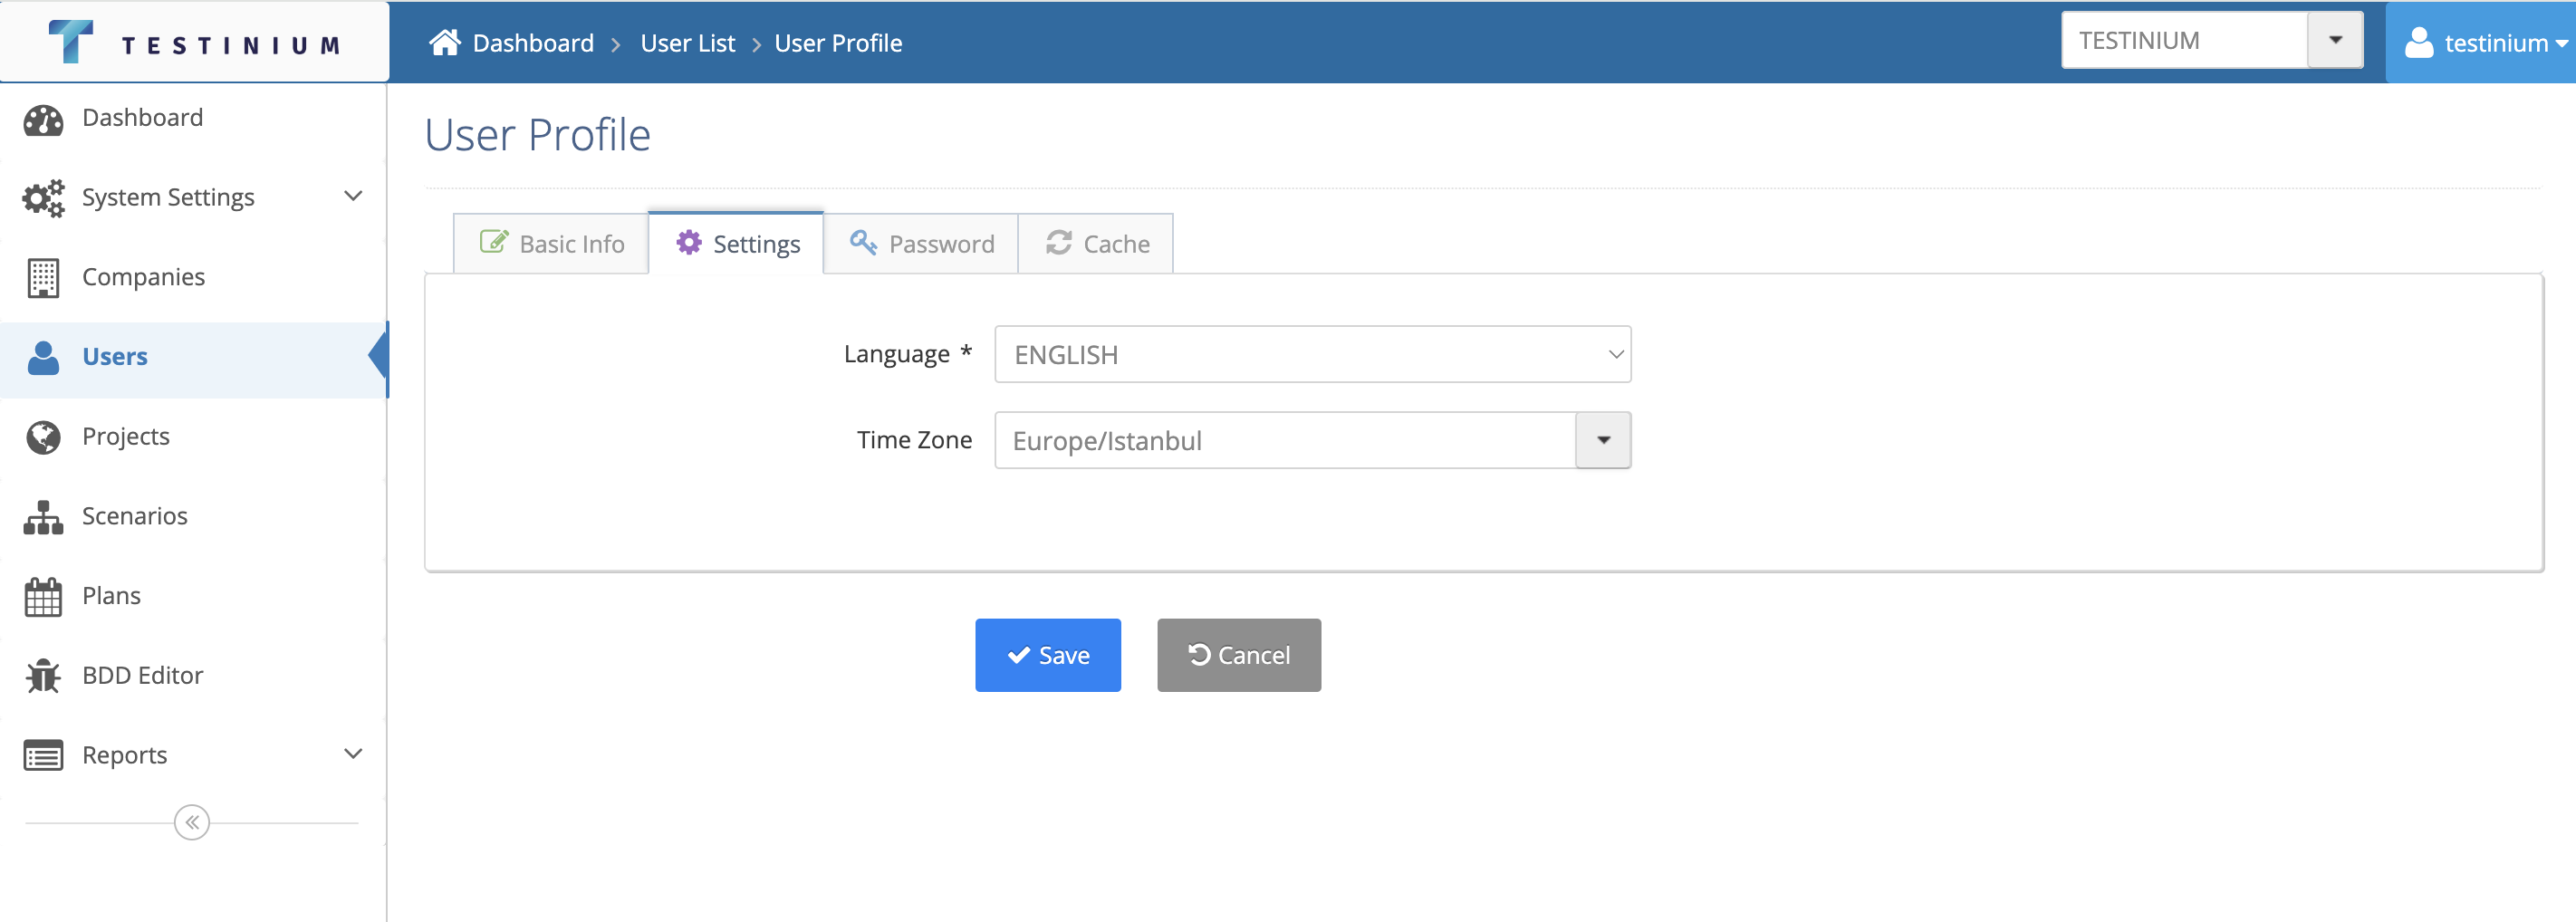 TESTINIUM
Dashboard > User List > User Profile
TESTINIUM
testinium
Dashboard
System Settings
Companies
Users
Projects
Scenarios
Plans
BDD Editor
Reports
User Profile
Basic Info
Settings
Password
Cache
Language *
ENGLISH
Time Zone
Europe/Istanbul
Save
Cancel